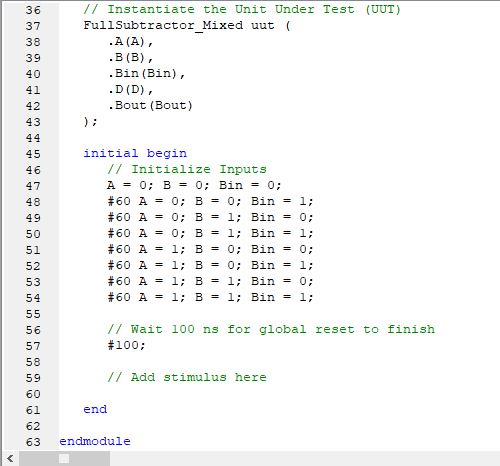 36 // Instantiate the Unit Under Test (UUT)
37 FullSubtractor_Mixed uut (
38 .A(A),
39 .B(B),
40 .Bin(Bin),
41 .D(D),
42 .Bout(Bout)
43 );
44
45 initial begin
46 // Initialize Inputs
47 A = 0; B = 0; Bin = 0;
48 #60 A = 0; B = 0; Bin = 1;
49 #60 A = 0; B = 1; Bin = 0;
50 #60 A = 0; B = 1; Bin = 1;
51 #60 A = 1; B = 0; Bin = 0;
52 #60 A = 1; B = 0; Bin = 1;
53 #60 A = 1; B = 1; Bin = 0;
54 #60 A = 1; B = 1; Bin = 1;
55
56 // Wait 100 ns for global reset to finish
57 #100;
58
59 // Add stimulus here
60
61 end
62
63 endmodule